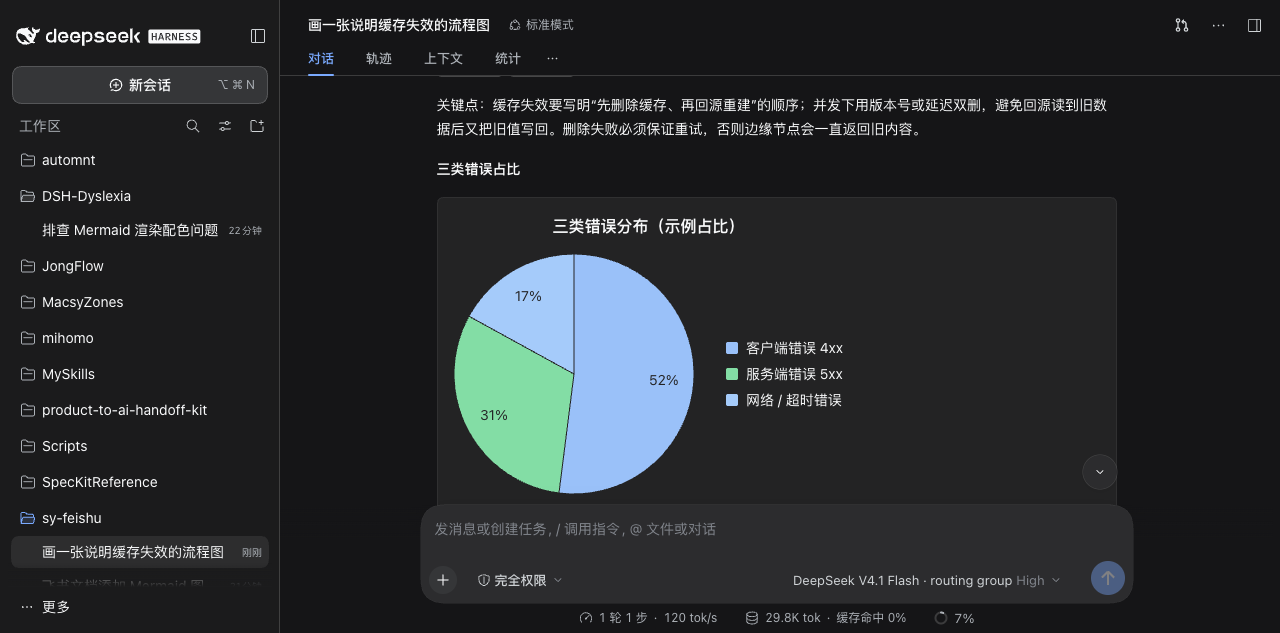 deepseek HARNESS
新会话 ⌥ ⌘ N
工作区
automnt
DSH-Dyslexia
排查 Mermaid 渲染配色问题 22分钟
JongFlow
MacsyZones
mihomo
MySkills
product-to-ai-handoff-kit
Scripts
SpecKitReference
sy-feishu
画一张说明缓存失效的流程图 刚刚
··· 更多
画一张说明缓存失效的流程图 标准模式
对话 轨迹 上下文 统计 ···
关键点：缓存失效要写明“先删除缓存、再回源重建”的顺序；并发下用版本号或延迟双删，避免回源读到旧数
据后又把旧值写回。删除失败必须保证重试，否则边缘节点会一直返回旧内容。
三类错误占比
三类错误分布（示例占比）
17%
52%
31%
客户端错误 4xx
服务端错误 5xx
网络 / 超时错误
发消息或创建任务, / 调用指令, @ 文件或对话
完全权限 DeepSeek V4.1 Flash · routing group High
1 轮 1 步 · 120 tok/s 29.8K tok · 缓存命中 0% 7%